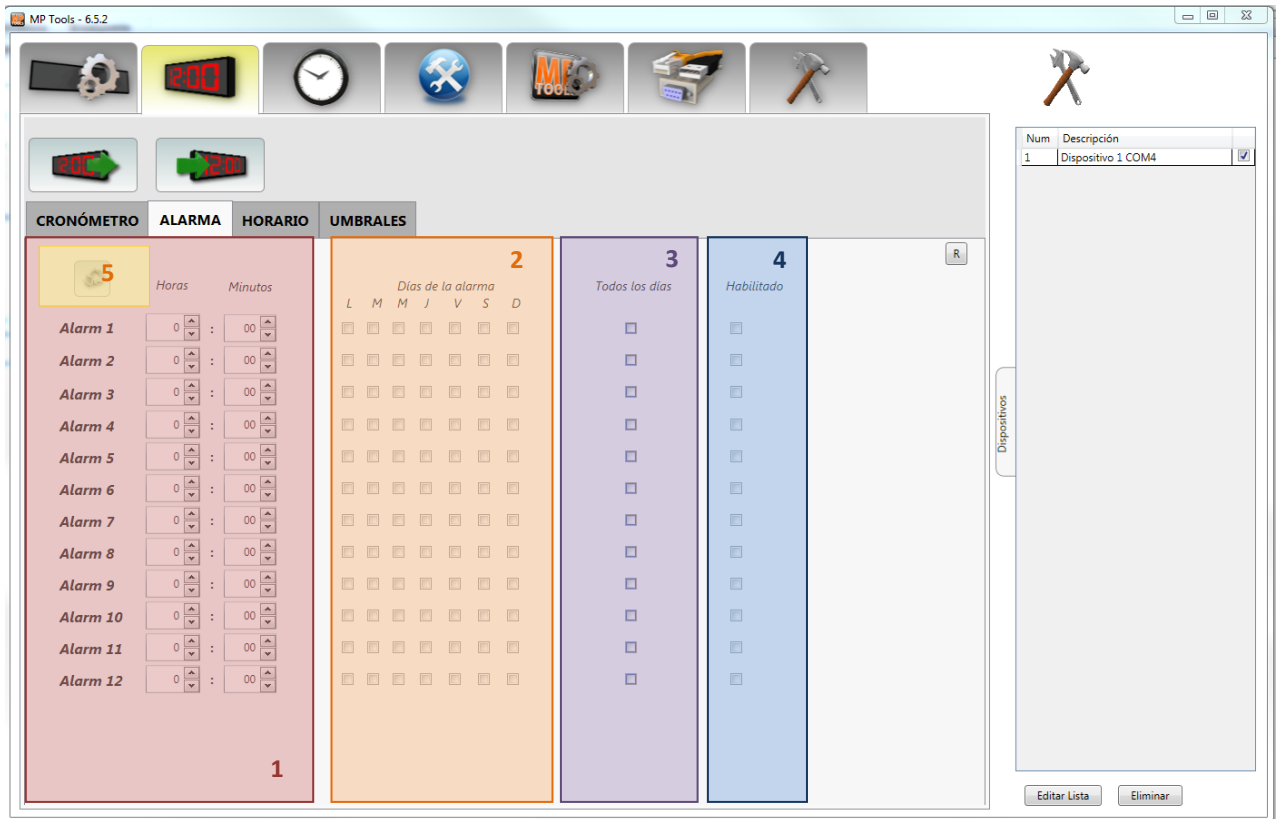 MP Tools - 6.5.2
12:00
MP
TOOLS
Num Descripción
1 Dispositivo 1 COM4
CRONÓMETRO ALARMA HORARIO UMBRALES
5 2 3 4 R
Horas Minutos Días de la alarma Todos los días Habilitado
L M M J V S D
Alarm 1 0 : 00
Alarm 2 0 : 00
Alarm 3 0 : 00
Alarm 4 0 : 00
Alarm 5 0 : 00
Alarm 6 0 : 00
Alarm 7 0 : 00
Alarm 8 0 : 00
Alarm 9 0 : 00
Alarm 10 0 : 00
Alarm 11 0 : 00
Alarm 12 0 : 00
1
Dispositivos
Editar Lista Eliminar